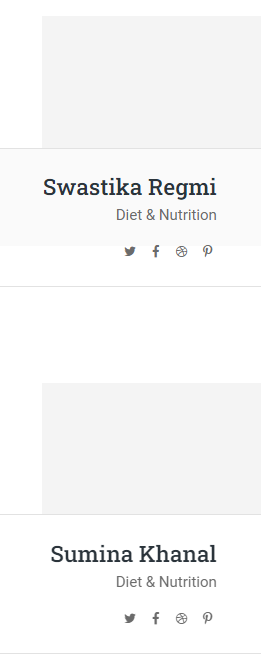 Swastika Regmi
Diet & Nutrition
Sumina Khanal
Diet & Nutrition